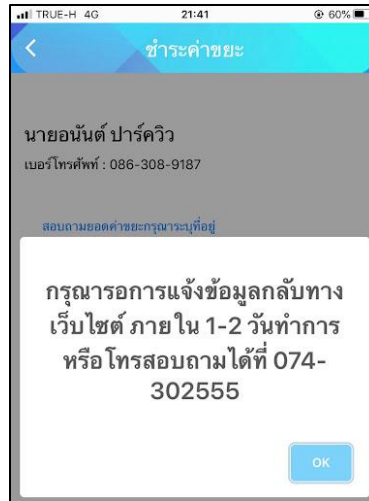 TRUE-H 4G 21:41 60%
ชำระค่าขยะ
นายอนันต์ ปาร์ควิว
เบอร์โทรศัพท์ : 086-308-9187
สอบถามยอดค่าขยะกรุณาระบุที่อยู่
กรุณารอการแจ้งข้อมูลกลับทาง
เว็บไซต์ ภายใน 1-2 วันทำการ
หรือโทรสอบถามได้ที่ 074-
302555
OK